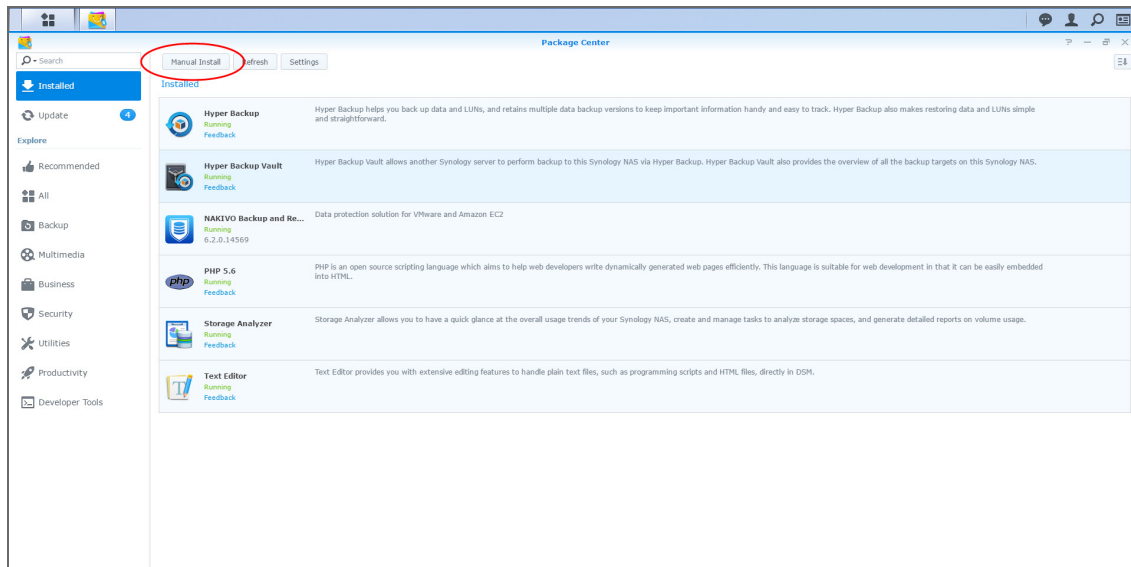 Package Center
Search
Manual Install
Refresh
Settings
Installed
Update
4
Explore
Recommended
All
Backup
Multimedia
Business
Security
Utilities
Productivity
Developer Tools
Installed
Hyper Backup
Running
Feedback
Hyper Backup helps you back up data and LUNs, and retains multiple data backup versions to keep important information handy and easy to track. Hyper Backup also makes restoring data and LUNs simple
and straightforward.
Hyper Backup Vault
Running
Feedback
Hyper Backup Vault allows another Synology server to perform backup to this Synology NAS via Hyper Backup. Hyper Backup Vault also provides the overview of all the backup targets on this Synology NAS.
NAKIVO Backup and Re...
Running
6.2.0.14569
Data protection solution for VMware and Amazon EC2
php
PHP 5.6
Running
Feedback
PHP is an open source scripting language which aims to help web developers write dynamically generated web pages efficiently. This language is suitable for web development in that it can be easily embedded
into HTML.
Storage Analyzer
Running
Feedback
Storage Analyzer allows you to have a quick glance at the overall usage trends of your Synology NAS, create and manage tasks to analyze storage spaces, and generate detailed reports on volume usage.
Text Editor
Running
Feedback
Text Editor provides you with extensive editing features to handle plain text files, such as programming scripts and HTML files, directly in DSM.